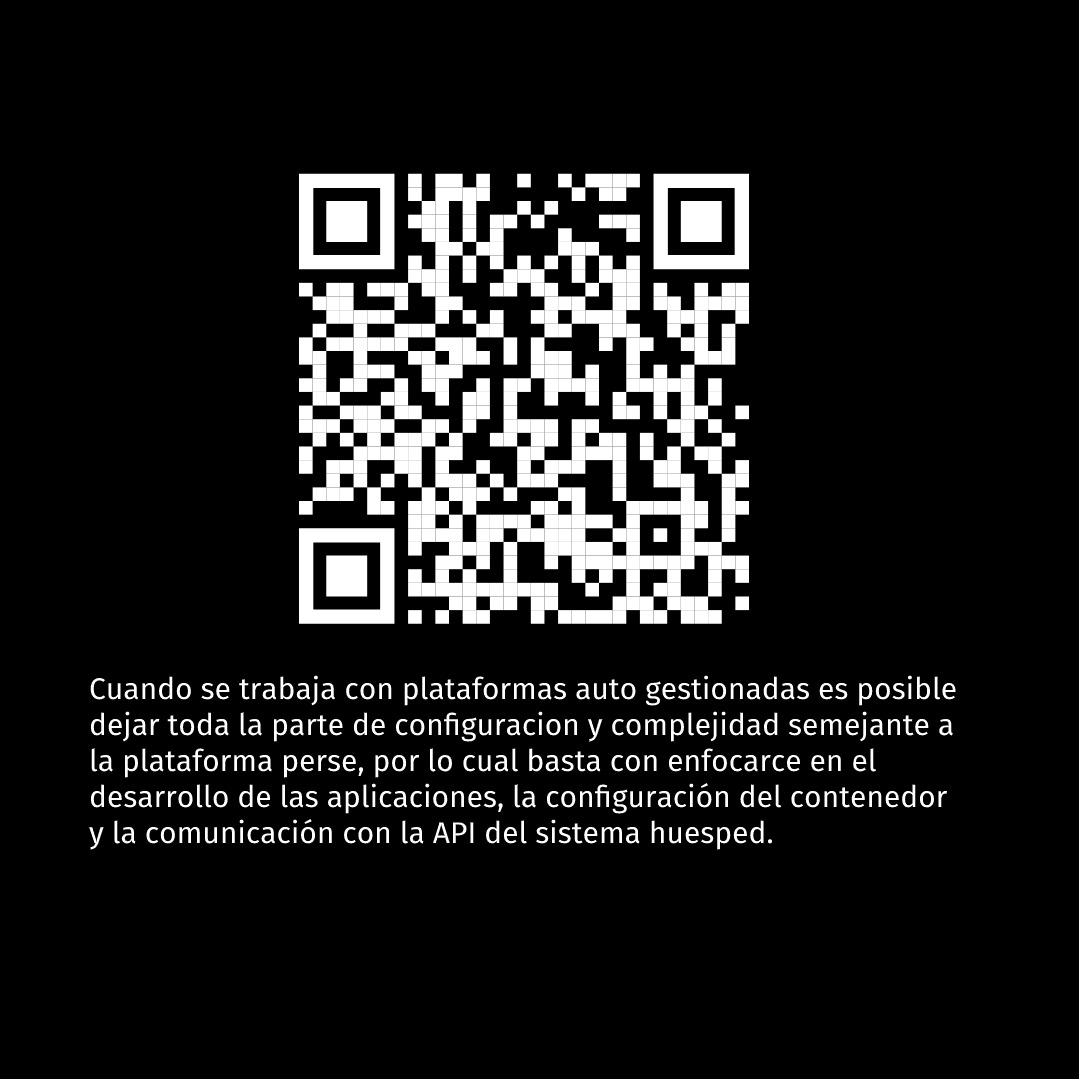 Cuando se trabaja con plataformas auto gestionadas es posible
dejar toda la parte de configuracion y complejidad semejante a
la plataforma perse, por lo cual basta con enfocarce en el
desarrollo de las aplicaciones, la configuración del contenedor
y la comunicación con la API del sistema huesped.